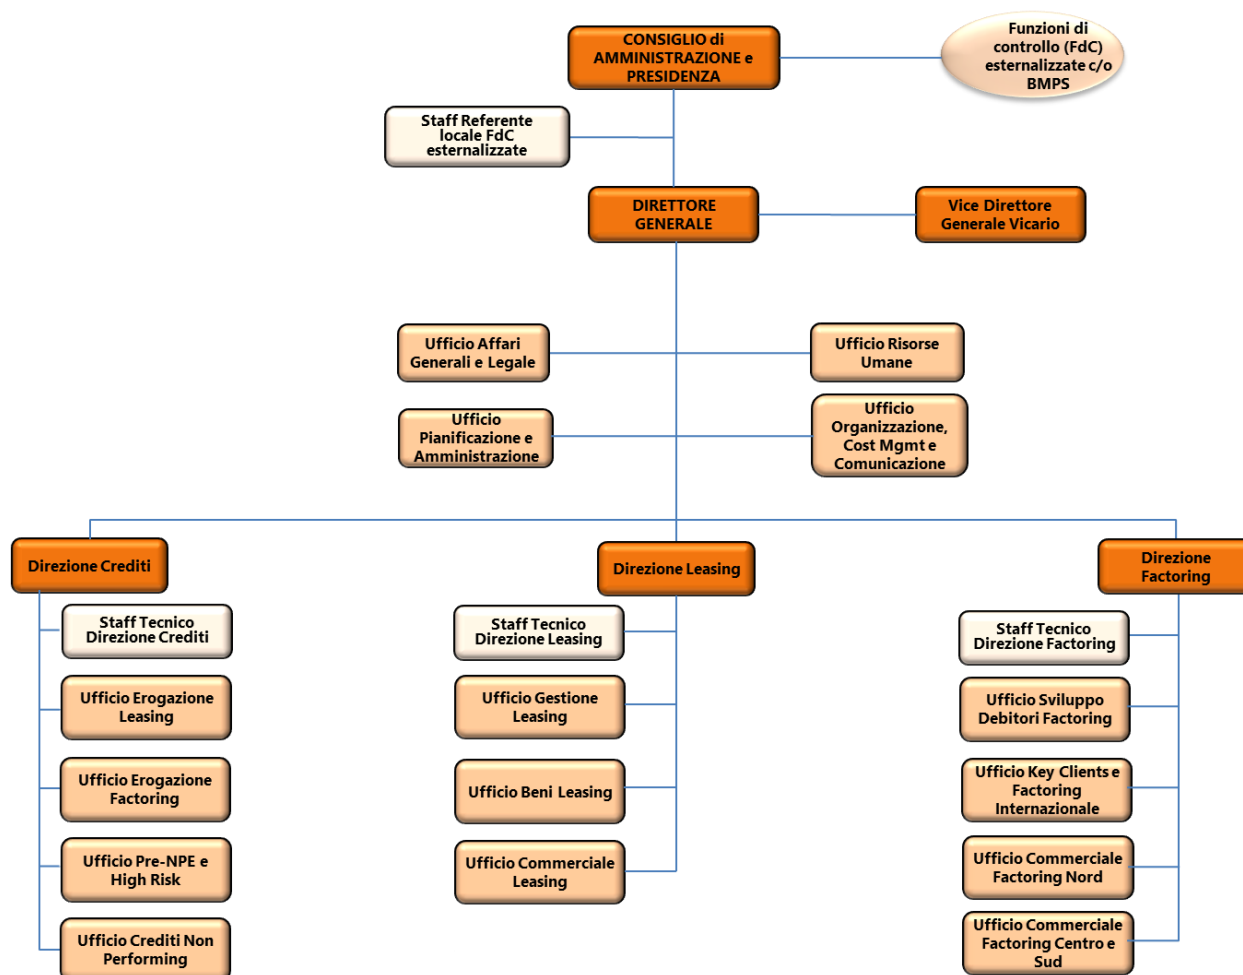 CONSIGLIO di
AMMINISTRAZIONE e
PRESIDENZA
Funzioni di
controllo (FdC)
esternalizzate c/o
BMPS
Staff Referente
locale FdC
esternalizzate
DIRETTORE
GENERALE
Vice Direttore
Generale Vicario
Ufficio Affari
Generali e Legale
Ufficio Risorse
Umane
Ufficio
Pianificazione e
Amministrazione
Ufficio
Organizzazione,
Cost Mgmt e
Comunicazione
Direzione Crediti
Staff Tecnico
Direzione Crediti
Ufficio Erogazione
Leasing
Ufficio Erogazione
Factoring
Ufficio Pre-NPE e
High Risk
Ufficio Crediti Non
Performing
Direzione Leasing
Staff Tecnico
Direzione Leasing
Ufficio Gestione
Leasing
Ufficio Beni Leasing
Ufficio Commerciale
Leasing
Direzione
Factoring
Staff Tecnico
Direzione Factoring
Ufficio Sviluppo
Debitori Factoring
Ufficio Key Clients e
Factoring
Internazionale
Ufficio Commerciale
Factoring Nord
Ufficio Commerciale
Factoring Centro e
Sud